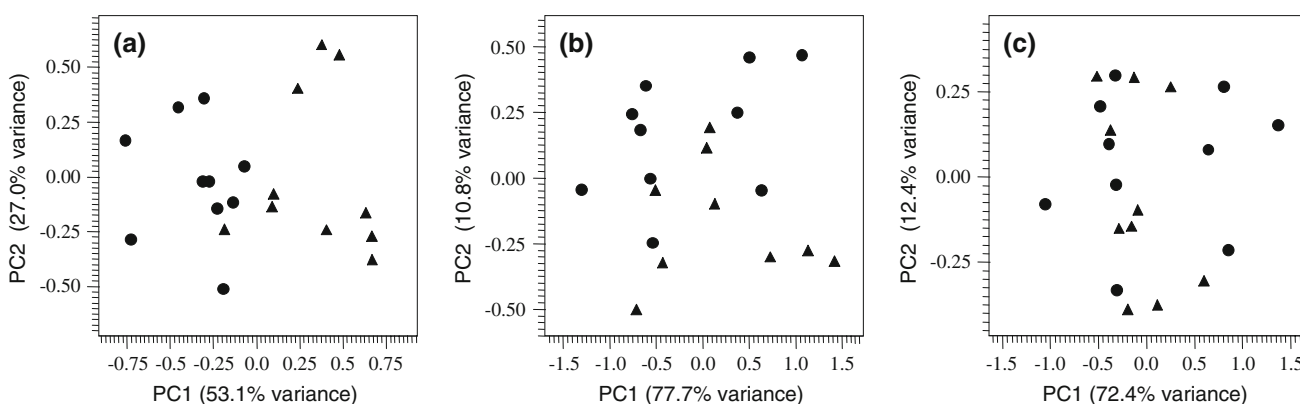 (a)
PC2 (27.0% variance)
0.50
0.25
0.00
-0.25
-0.50
-0.75 -0.50 -0.25 0.00 0.25 0.5 0.75
PC1 (53.1% variance)
(b)
PC2 (10.8% variance)
0.50
0.25
0.00
-0.25
-0.50
-1.5 -1.0 -0.5 0.0 0.5 1.0 1.5
PC1 (77.7% variance)
(c)
PC2 (12.4% variance)
0.25
0.00
-0.25
-1.5 -1.0 -0.5 0.0 0.5 1.0 1.5
PC1 (72.4% variance)